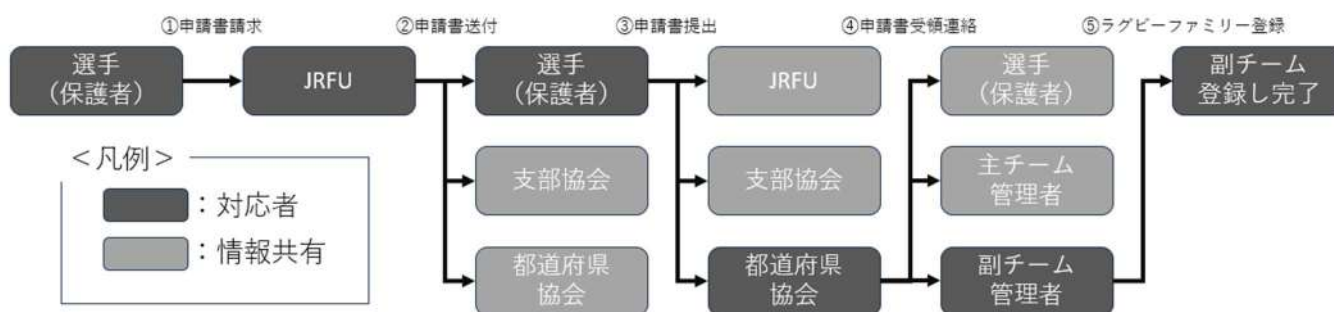 ①申請書請求
②申請書送付
③申請書提出
④申請書受領連絡
⑤ラグビーファミリー登録
選手
（保護者）
JRFU
選手
（保護者）
JRFU
選手
（保護者）
副チーム
登録し完了
＜凡例＞
：対応者
：情報共有
支部協会
支部協会
主チーム
管理者
都道府県
協会
都道府県
協会
副チーム
管理者